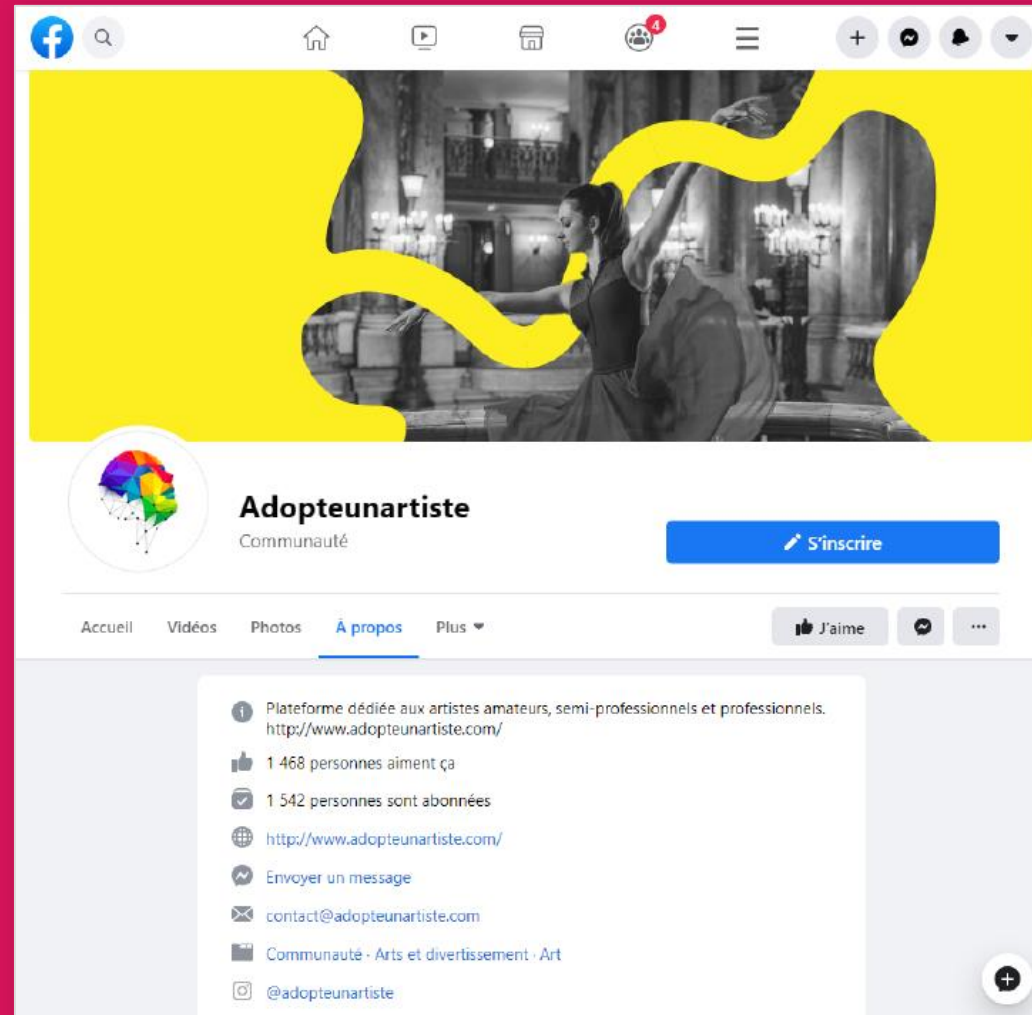 4
Adopteunartiste
Communauté
S'inscrire
Accueil Vidéos Photos À propos Plus
J'aime
Plateforme dédiée aux artistes amateurs, semi-professionnels et professionnels.
http://www.adopteunartiste.com/
1 468 personnes aiment ça
1 542 personnes sont abonnées
http://www.adopteunartiste.com/
Envoyer un message
contact@adopteunartiste.com
Communauté · Arts et divertissement · Art
@adopteunartiste